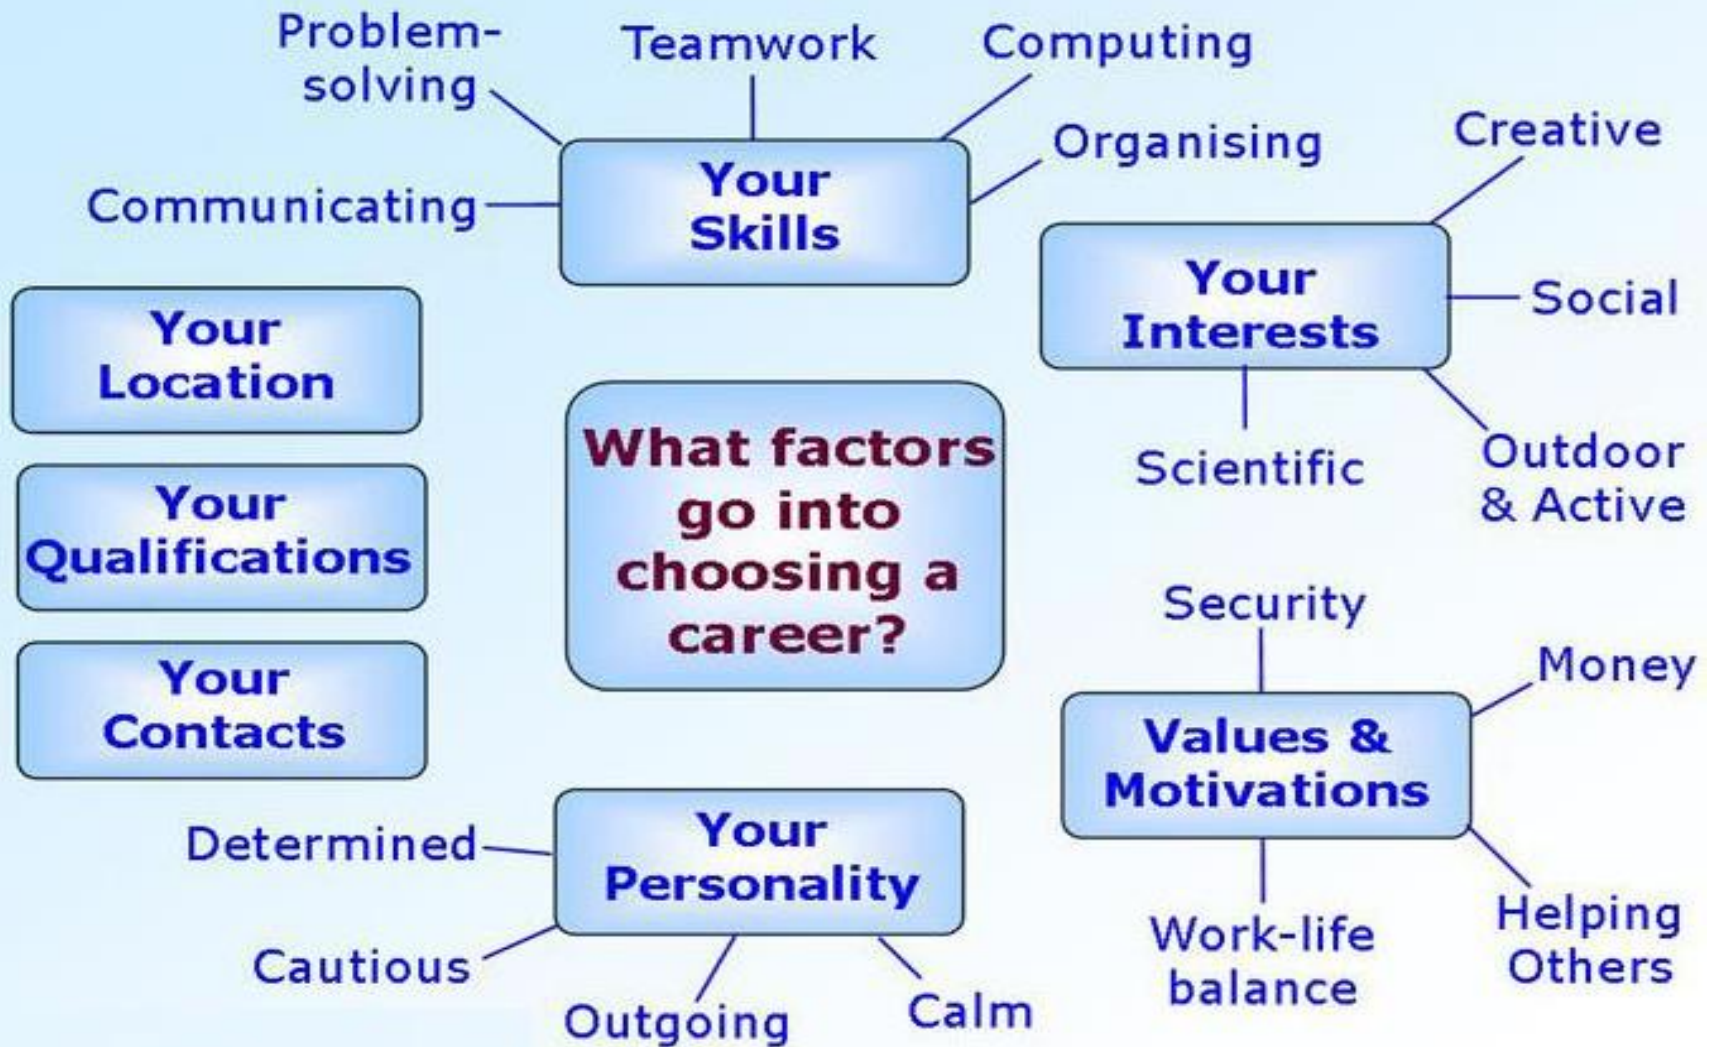 Problem-
solving
Teamwork
Computing
Organising
Communicating
Your
Skills
Creative
Social
Outdoor
& Active
Scientific
Your
Interests
Your
Location
Your
Qualifications
Your
Contacts
What factors
go into
choosing a
career?
Security
Money
Values &
Motivations
Helping
Others
Work-life
balance
Determined
Your
Personality
Cautious
Outgoing
Calm